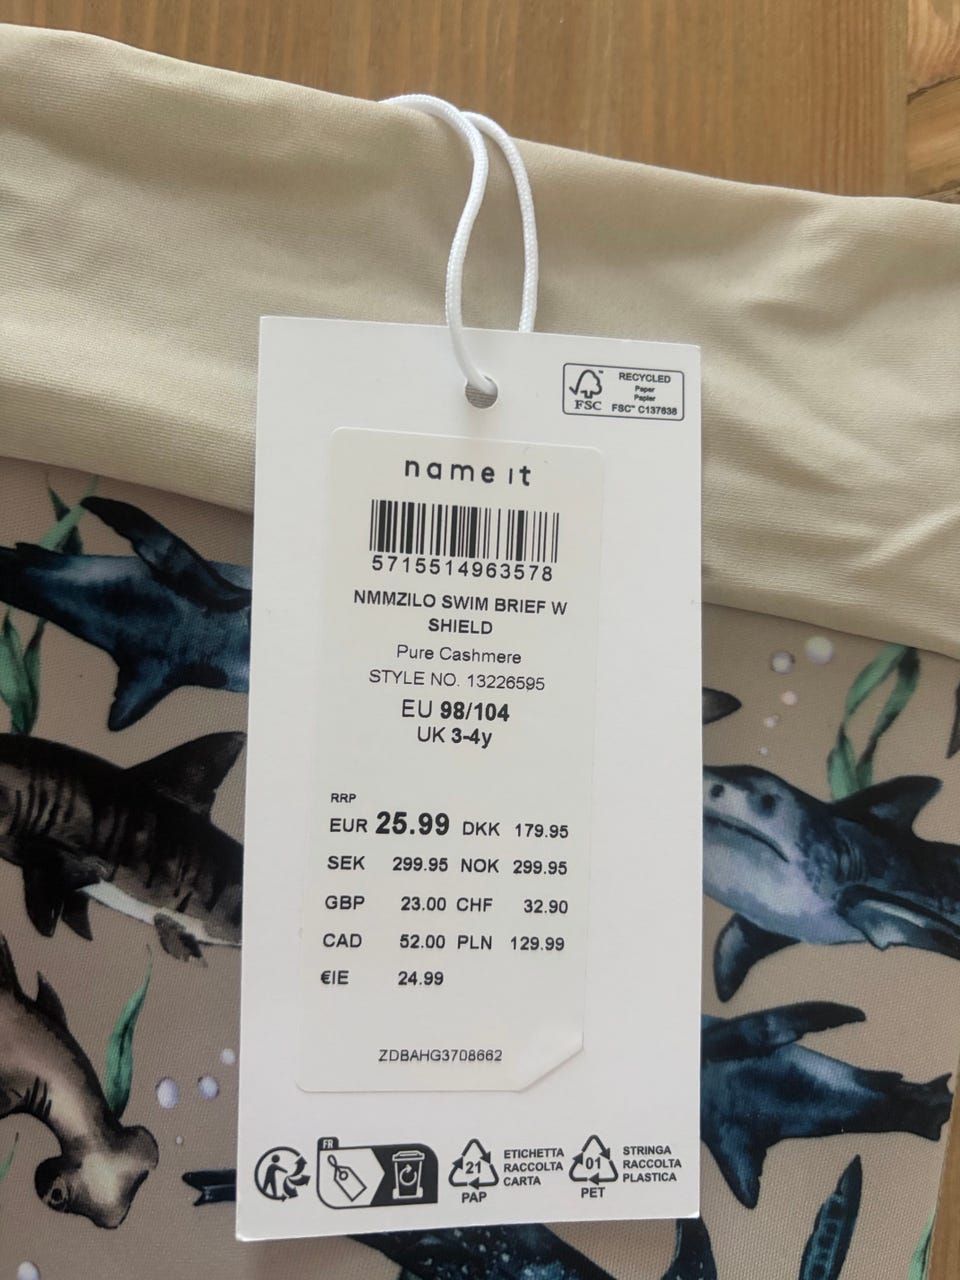 RECYCLED
Paper
Papier
FSC™ C137638
FSC
name it
5715514963578
NMMZILO SWIM BRIEF W
SHIELD
Pure Cashmere
STYLE NO. 13226595
EU 98/104
UK 3-4y
RRP
EUR 25.99 DKK 179.95
SEK 299.95 NOK 299.95
GBP 23.00 CHF 32.90
CAD 52.00 PLN 129.99
€IE 24.99
ZDBAHG3708662
FR
21
PAP
ETICHETTA
RACCOLTA
CARTA
01
PET
STRINGA
RACCOLTA
PLASTICA